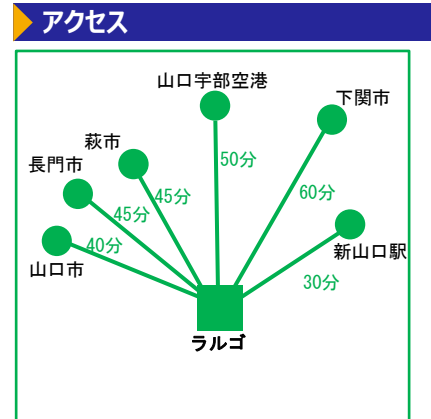 アクセス
山口宇部空港
下関市
萩市
長門市
50分
45分
60分
45分
40分
山口市
新山口駅
30分
ラルゴ